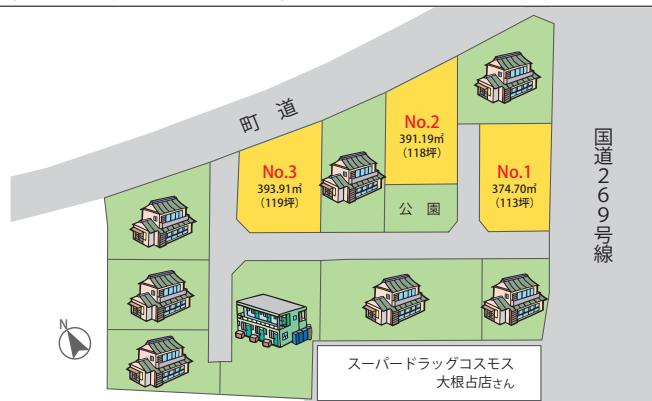 町道
No.2
391.19㎡
（118坪）
No.3
393.91㎡
（119坪）
No.1
374.70㎡
（113坪）
公園
国道269号線
N
スーパードラッグコスモス
大根占店さん